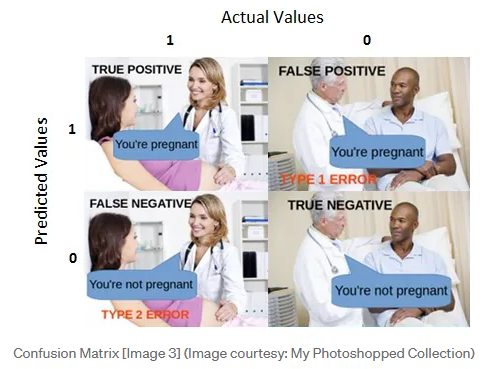 Actual Values
1 0
Predicted Values
1
0
TRUE POSITIVE
You're pregnant
FALSE POSITIVE
You're pregnant
TYPE 1 ERROR
FALSE NEGATIVE
You're not pregnant
TYPE 2 ERROR
TRUE NEGATIVE
You're not pregnant
Confusion Matrix [Image 3] (Image courtesy: My Photoshopped Collection)